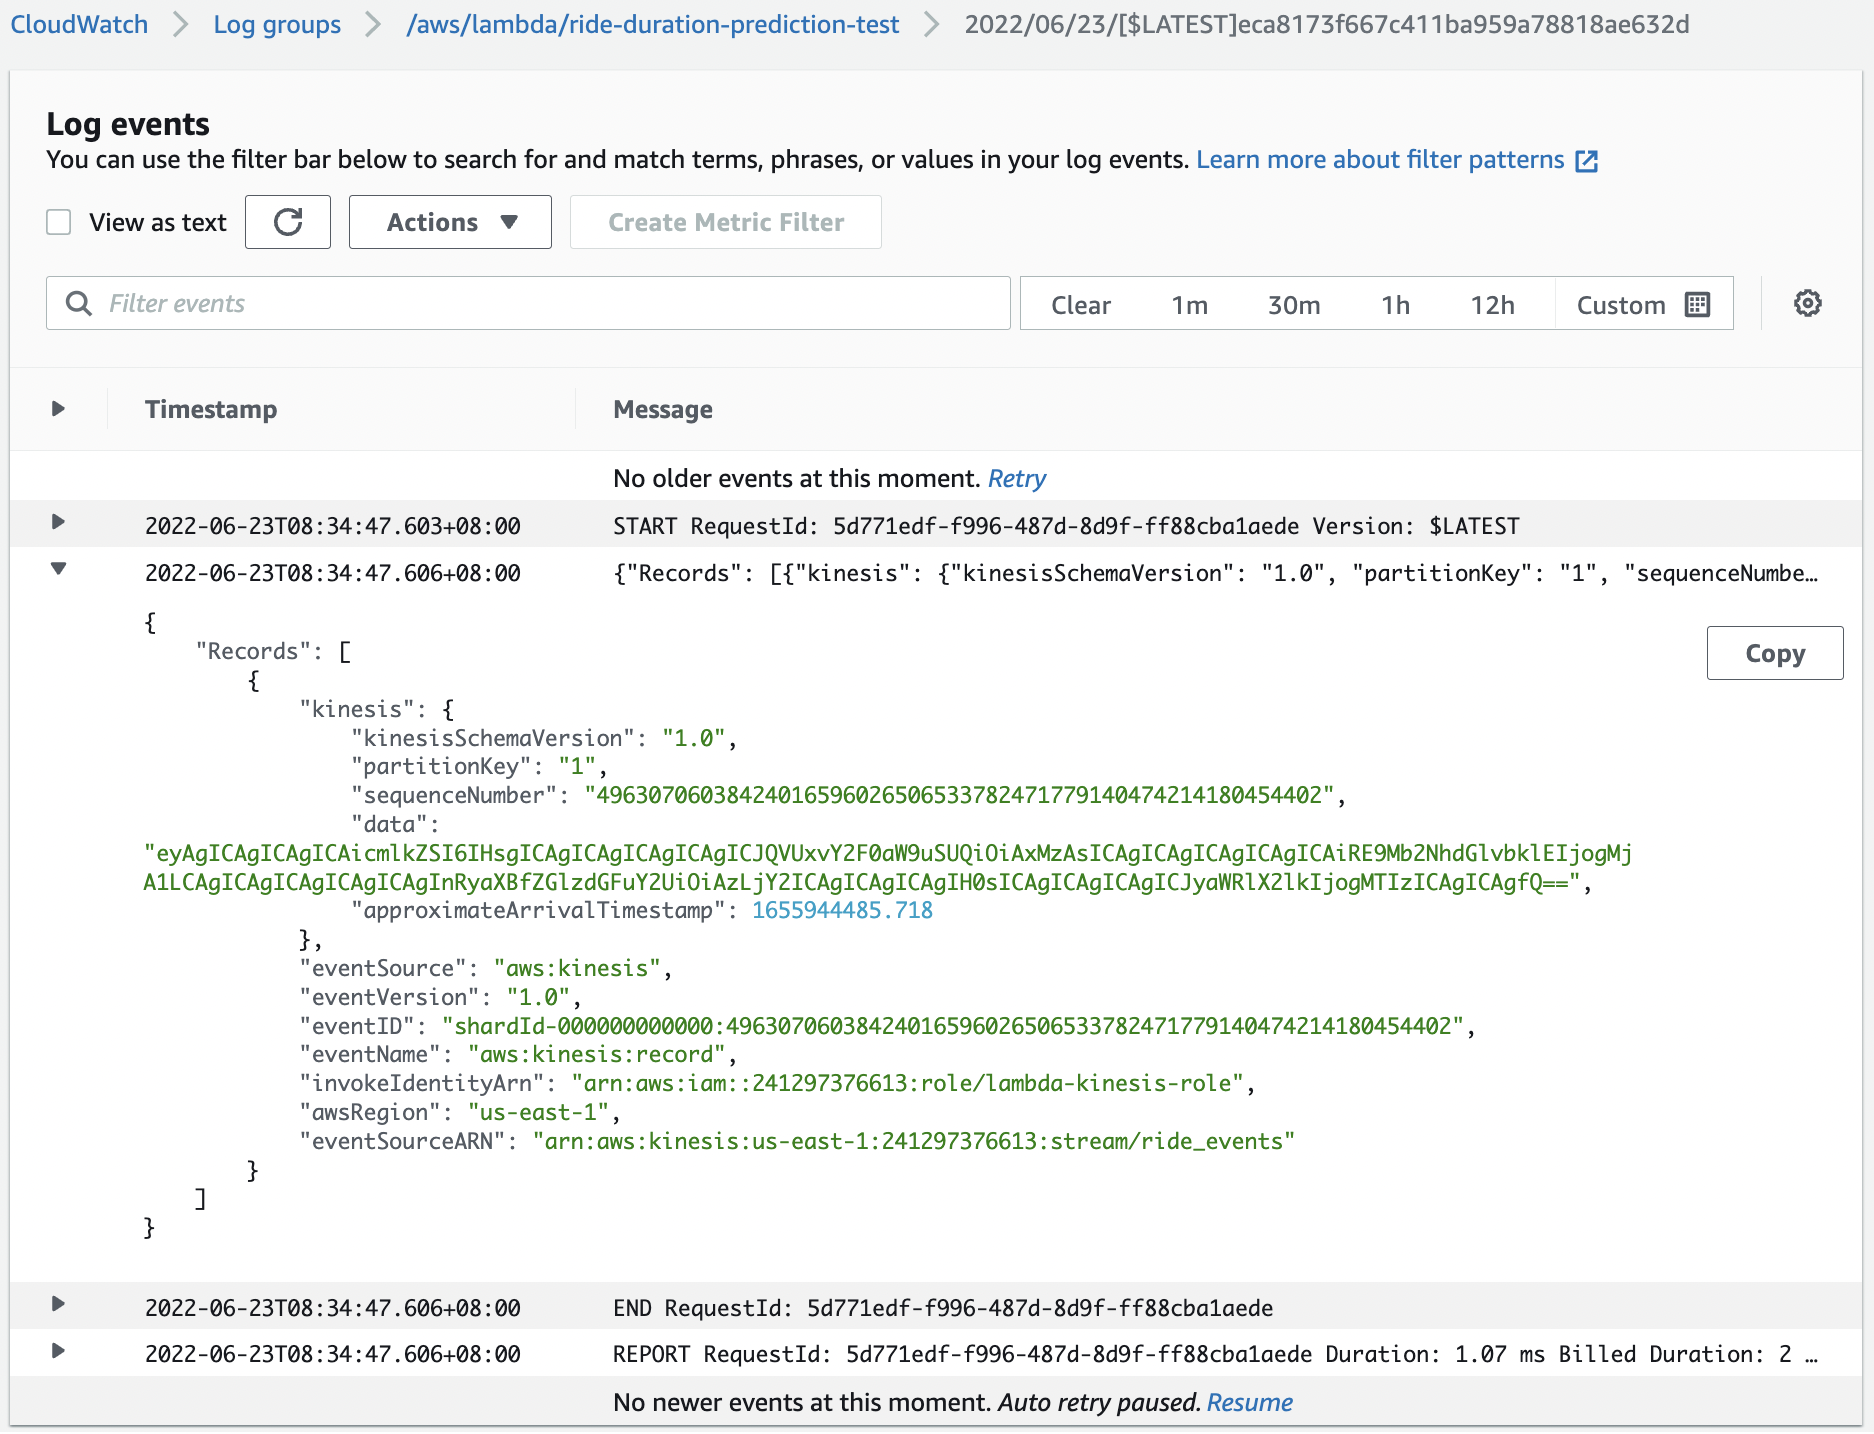 CloudWatch > Log groups > /aws/lambda/ride-duration-prediction-test > 2022/06/23/[$LATEST]eca8173f667c411ba959a78818ae632d
Log events
You can use the filter bar below to search for and match terms, phrases, or values in your log events. Learn more about filter patterns
View as text Actions Create Metric Filter
Filter events Clear 1m 30m 1h 12h Custom
Timestamp Message
No older events at this moment. Retry
2022-06-23T08:34:47.603+08:00 START RequestId: 5d771edf-f996-487d-8d9f-ff88cba1aede Version: $LATEST
2022-06-23T08:34:47.606+08:00 {"Records": [{"kinesis": {"kinesisSchemaVersion": "1.0", "partitionKey": "1", "sequenceNumbe…
{
"Records": [
Copy
{
"kinesis": {
"kinesisSchemaVersion": "1.0",
"partitionKey": "1",
"sequenceNumber": "49630706038424016596026506533782471779140474214180454402",
"data":
"eyAgICAgICAgICAicmlkZSI6IHsgICAgICAgICAgICAgICJQVUxvY2F0aW9uSUQiOiAxMzAsICAgICAgICAgICAgICAiRE9Mb2NhdGlvbklEIjogMj
A1LCAgICAgICAgICAgICAgInRyaXBfZGlzdGFuY2UiOiAzLjY2ICAgICAgICAgIH0sICAgICAgICAgICJyaWRlX2lkIjogMTIzICAgICAgfQ==",
"approximateArrivalTimestamp": 1655944485.718
},
"eventSource": "aws:kinesis",
"eventVersion": "1.0",
"eventID": "shardId-000000000000:49630706038424016596026506533782471779140474214180454402",
"eventName": "aws:kinesis:record",
"invokeIdentityArn": "arn:aws:iam::241297376613:role/lambda-kinesis-role",
"awsRegion": "us-east-1",
"eventSourceARN": "arn:aws:kinesis:us-east-1:241297376613:stream/ride_events"
}
]
}
2022-06-23T08:34:47.606+08:00 END RequestId: 5d771edf-f996-487d-8d9f-ff88cba1aede
2022-06-23T08:34:47.606+08:00 REPORT RequestId: 5d771edf-f996-487d-8d9f-ff88cba1aede Duration: 1.07 ms Billed Duration: 2 …
No newer events at this moment. Auto retry paused. Resume